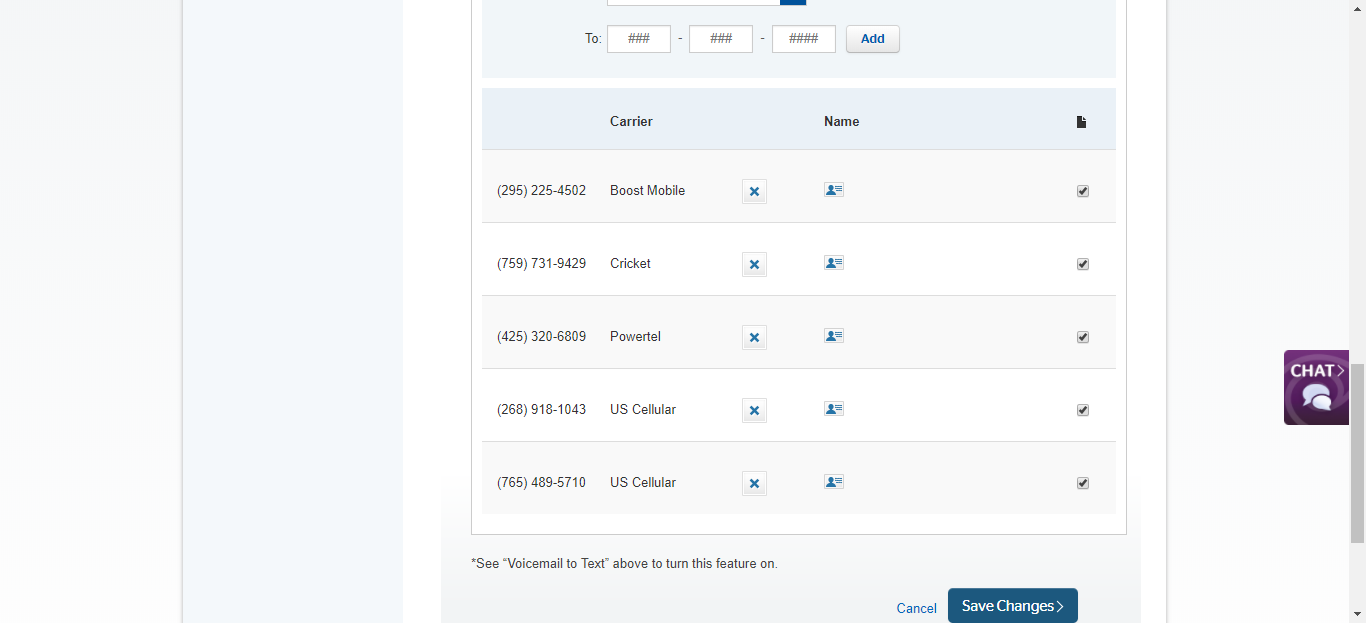 To: ### - ### - #### Add
Carrier Name
(295) 225-4502 Boost Mobile
(759) 731-9429 Cricket
(425) 320-6809 Powertel
(268) 918-1043 US Cellular
(765) 489-5710 US Cellular
CHAT>
*See “Voicemail to Text” above to turn this feature on.
Cancel Save Changes>